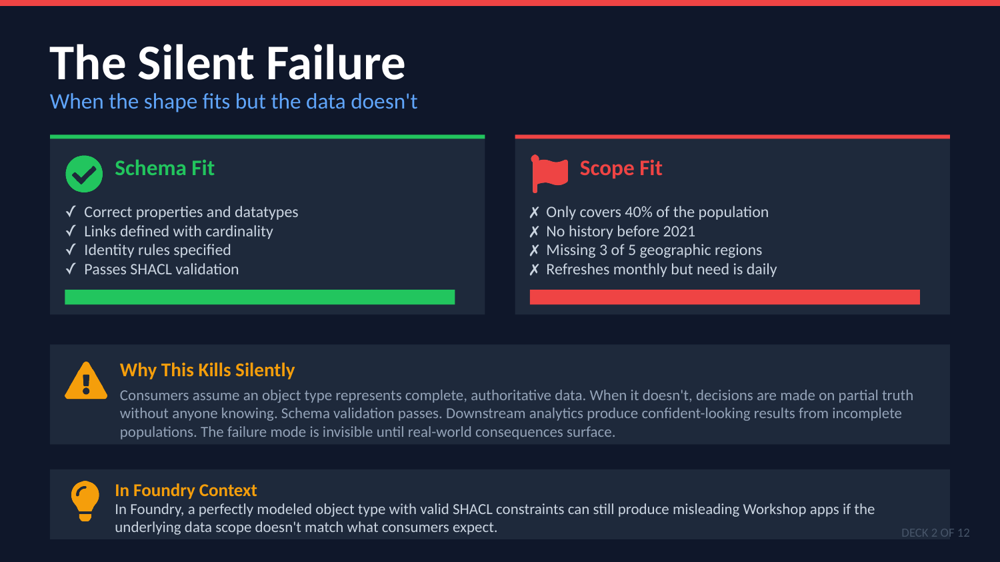 The Silent Failure
When the shape fits but the data doesn't
Schema Fit
✓ Correct properties and datatypes
✓ Links defined with cardinality
✓ Identity rules specified
✓ Passes SHACL validation
Scope Fit
✗ Only covers 40% of the population
✗ No history before 2021
✗ Missing 3 of 5 geographic regions
✗ Refreshes monthly but need is daily
Why This Kills Silently
Consumers assume an object type represents complete, authoritative data. When it doesn't, decisions are made on partial truth
without anyone knowing. Schema validation passes. Downstream analytics produce confident-looking results from incomplete
populations. The failure mode is invisible until real-world consequences surface.
In Foundry Context
In Foundry, a perfectly modeled object type with valid SHACL constraints can still produce misleading Workshop apps if the
underlying data scope doesn't match what consumers expect.
DECK 2 OF 12